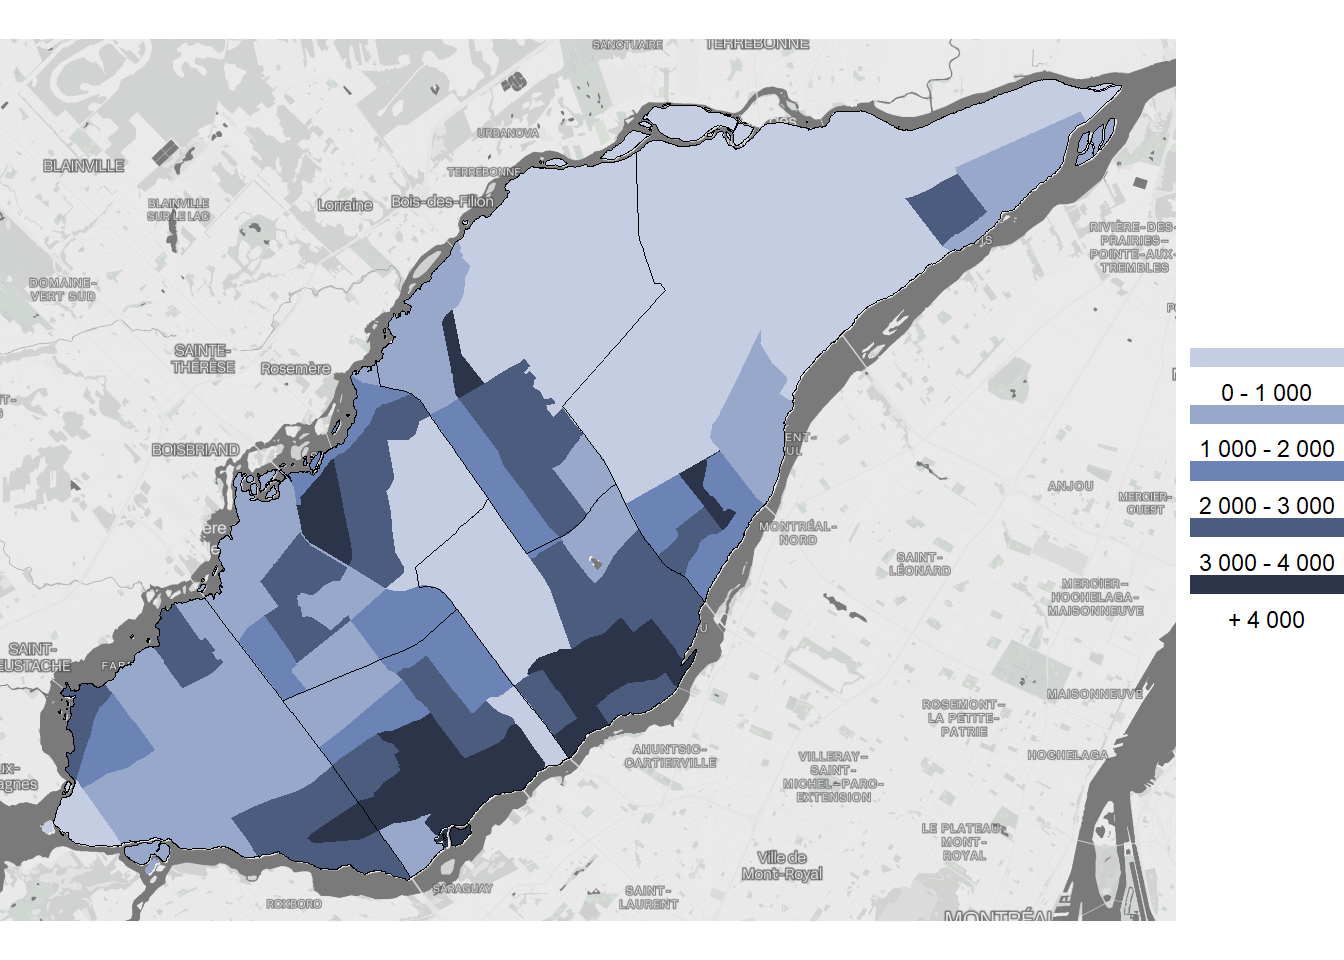 SANCTUAIRE
TERREBONNE
URBANOVA
BLAINVILLE
TERREBONNE
BLAINVILLE
SUR LE LAC
Lorraine
Bois-des-Filion
RIVIÈRE-DES-
PRAIRIES-
POINTE-AUX-
TREMBLES
DOMAINE-
VERT SUD
SAINTE-
THÉRÈSE
Rosemère
0 - 1 000
BOISBRIAND
1 000 - 2 000
ANJOU
MERCIER-
OUEST
2 000 - 3 000
MONTRÉAL-
NORD
SAINT-
LÉONARD
3 000 - 4 000
MERCIER-
HOCHELAGA-
MAISONNEUVE
+ 4 000
SAINT-
EUSTACHE
MAISONNEUVE
ROSEMONT-
LA PETITE-
PATRIE
AHUNTSIC-
CARTIERVILLE
HOCHELAGA
VILLERAY-
SAINT-
MICHEL-PARC-
EXTENSION
LE PLATEAU-
MONT-
ROYAL
Ville de
Mont-Royal
SARAGUAY
SAINT-
LAURENT
ROXBORO
MONTRÉAL